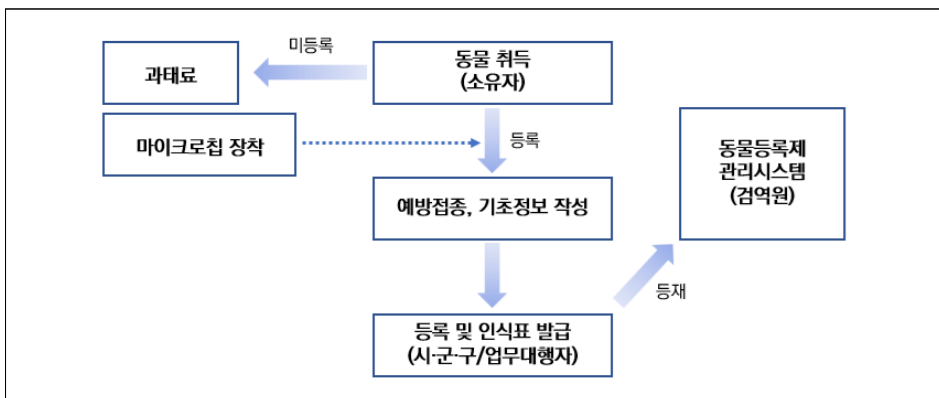 미등록
동물 취득
(소유자)
과태료
마이크로칩 장착
등록
동물등록제
관리시스템
(검역원)
예방접종, 기초정보 작성
등재
등록 및 인식표 발급
(시·군·구/업무대행자)